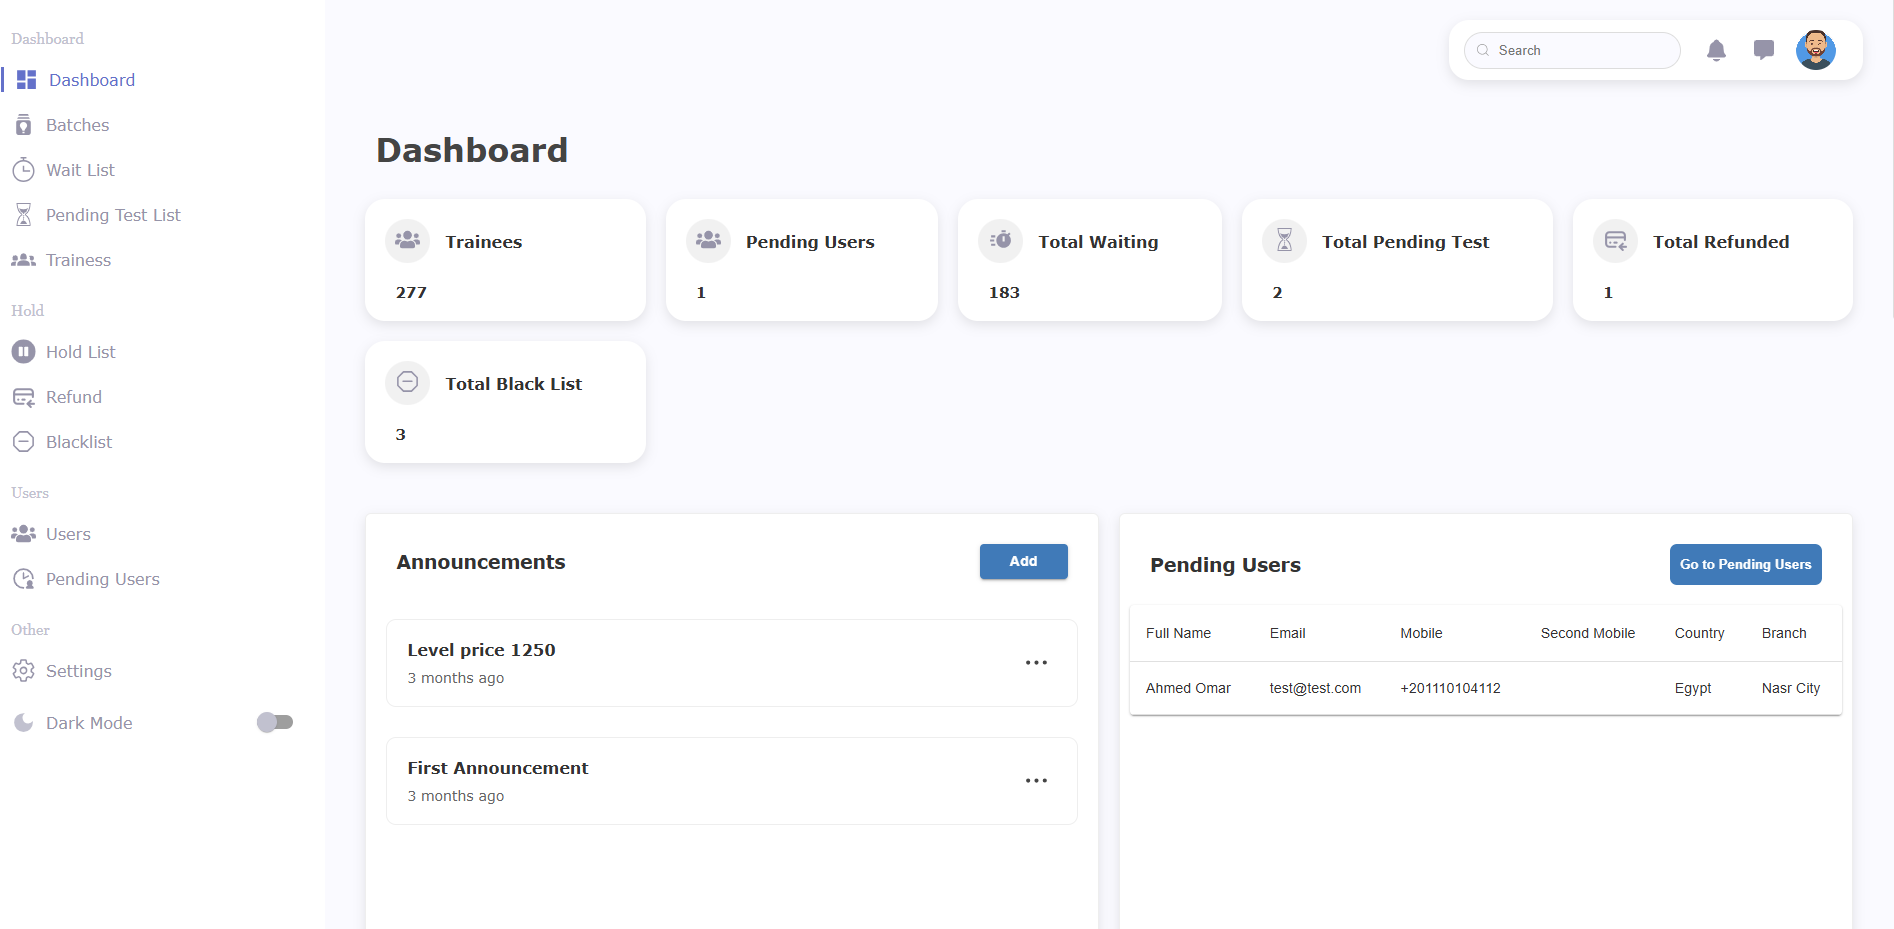 Dashboard
Dashboard
Batches
Wait List
Pending Test List
Trainess
Hold
Hold List
Refund
Blacklist
Users
Users
Pending Users
Other
Settings
Dark Mode
Search
Dashboard
Trainees
277
Pending Users
1
Total Waiting
183
Total Pending Test
2
Total Refunded
1
Total Black List
3
Announcements
Add
Level price 1250
3 months ago
First Announcement
3 months ago
Pending Users
Go to Pending Users
Full Name Email Mobile Second Mobile Country Branch
Ahmed Omar test@test.com +201110104112 Egypt Nasr City